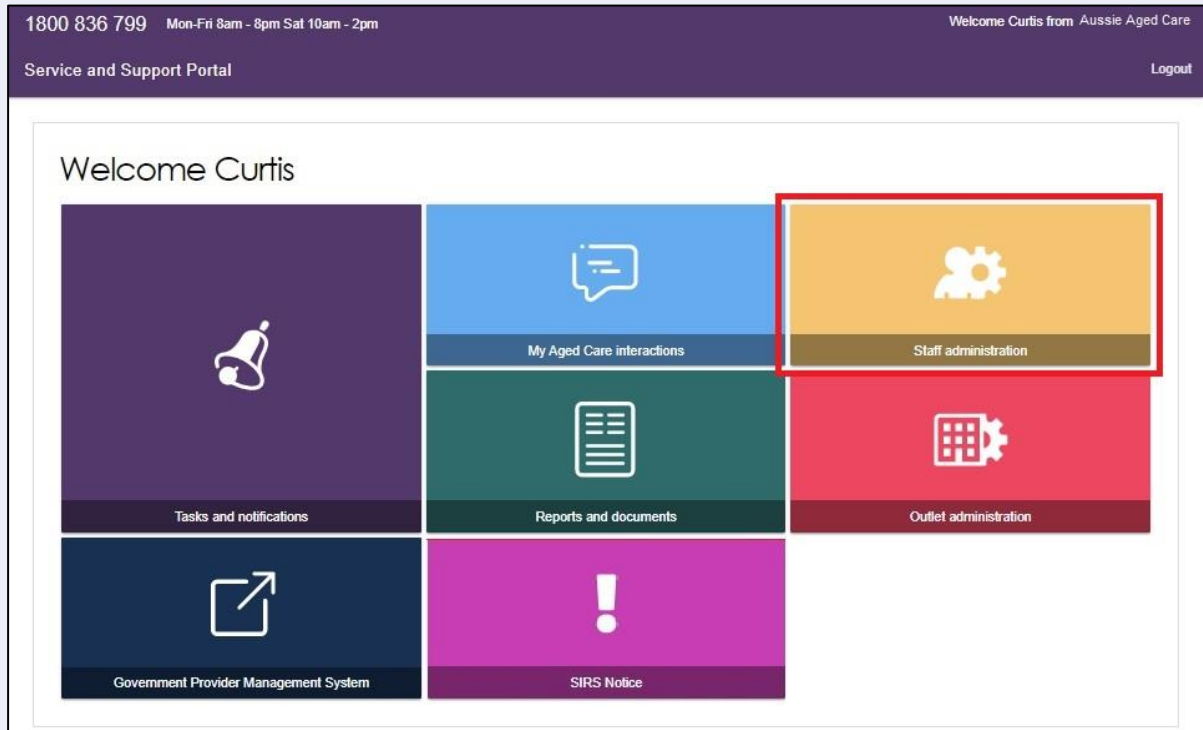 1800 836 799 Mon-Fri 8am - 8pm Sat 10am - 2pm
Welcome Curtis from Aussie Aged Care
Service and Support Portal
Logout
Welcome Curtis
My Aged Care interactions
Staff administration
Tasks and notifications
Reports and documents
Outlet administration
Government Provider Management System
SIRS Notice